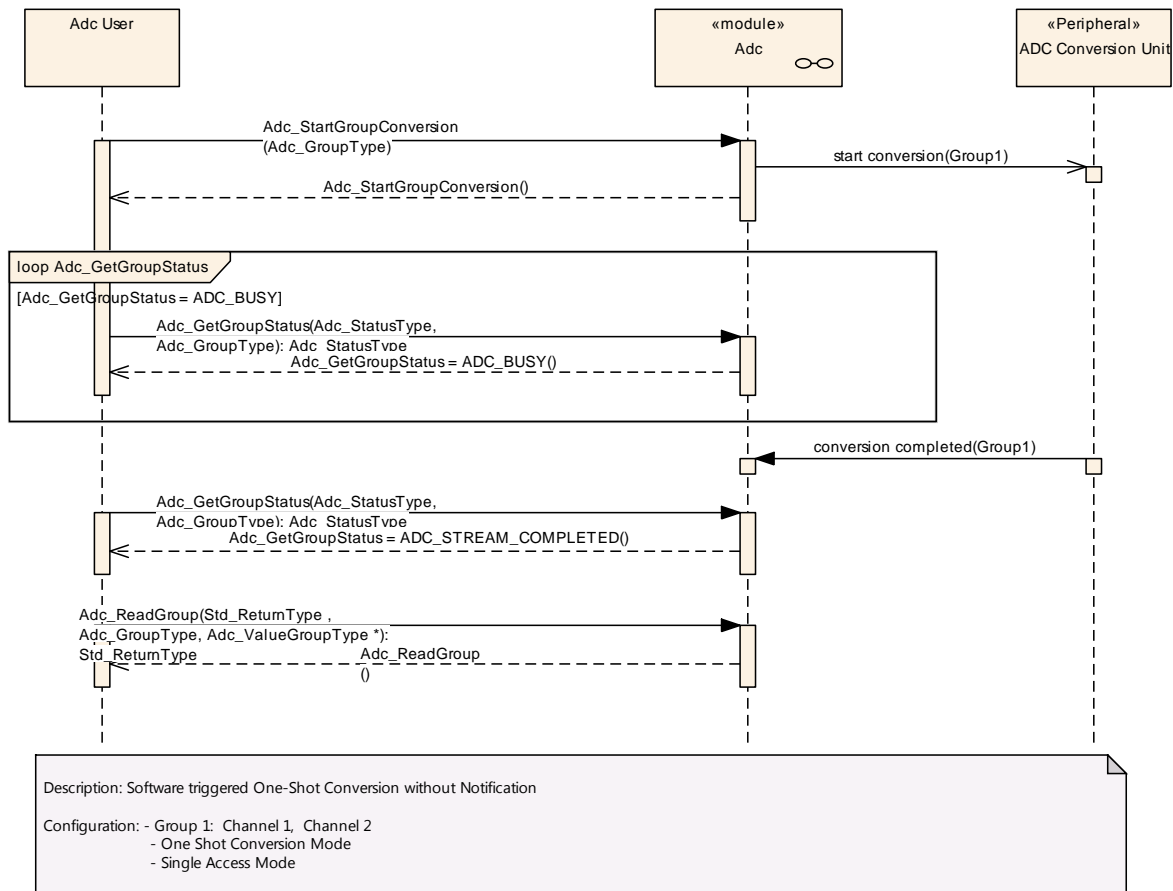 Adc User
«module»
Adc
«Peripheral»
ADC Conversion Unit
Adc_StartGroupConversion
(Adc_GroupType)
start conversion(Group1)
Adc_StartGroupConversion()
loop Adc_GetGroupStatus
[Adc_GetGroupStatus = ADC_BUSY]
Adc_GetGroupStatus(Adc_StatusType,
Adc_GroupType): Adc_StatusType
Adc_GetGroupStatus = ADC_BUSY()
conversion completed(Group1)
Adc_GetGroupStatus(Adc_StatusType,
Adc_GroupType): Adc_StatusType
Adc_GetGroupStatus = ADC_STREAM_COMPLETED()
Adc_ReadGroup(Std_ReturnType ,
Adc_GroupType, Adc_ValueGroupType *):
Std_ReturnType
Adc_ReadGroup
()
Description: Software triggered One-Shot Conversion without Notification
Configuration: - Group 1: Channel 1, Channel 2
- One Shot Conversion Mode
- Single Access Mode